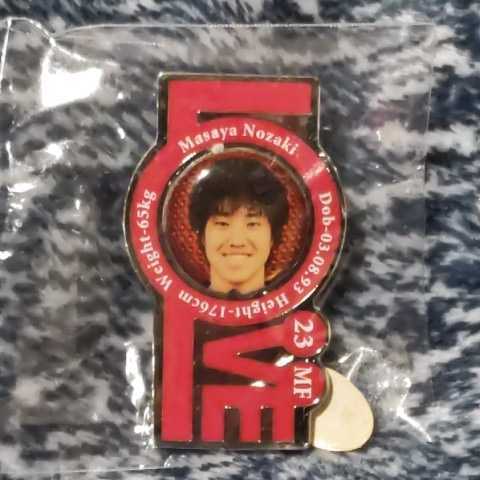 LOVE
Masaya Nozaki
Dob-03.08.93
Height-176cm
Weight-65kg
23 MF